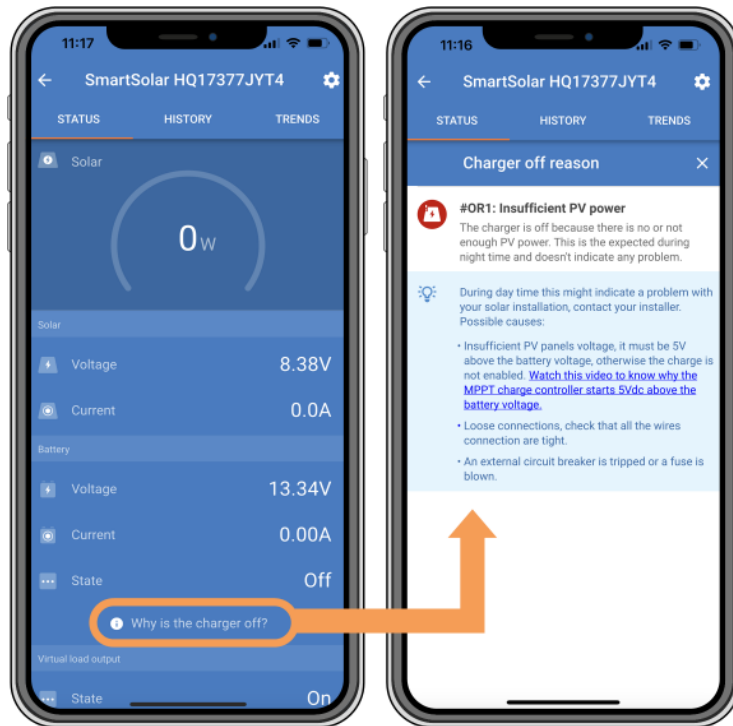 11:17
SmartSolar HQ17377JYT4
STATUS HISTORY TRENDS
Solar
0W
Solar
Voltage 8.38V
Current 0.0A
Battery
Voltage 13.34V
Current 0.00A
State Off
Why is the charger off?
Virtual load output
State On
11:16
SmartSolar HQ17377JYT4
STATUS HISTORY TRENDS
Charger off reason
#OR1: Insufficient PV power
The charger is off because there is no or not
enough PV power. This is the expected during
night time and doesn't indicate any problem.
During day time this might indicate a problem with
your solar installation, contact your installer.
Possible causes:
• Insufficient PV panels voltage, it must be 5V
above the battery voltage, otherwise the charge is
not enabled. Watch this video to know why the
MPPT charge controller starts 5Vdc above the
battery voltage.
• Loose connections, check that all the wires
connection are tight.
• An external circuit breaker is tripped or a fuse is
blown.